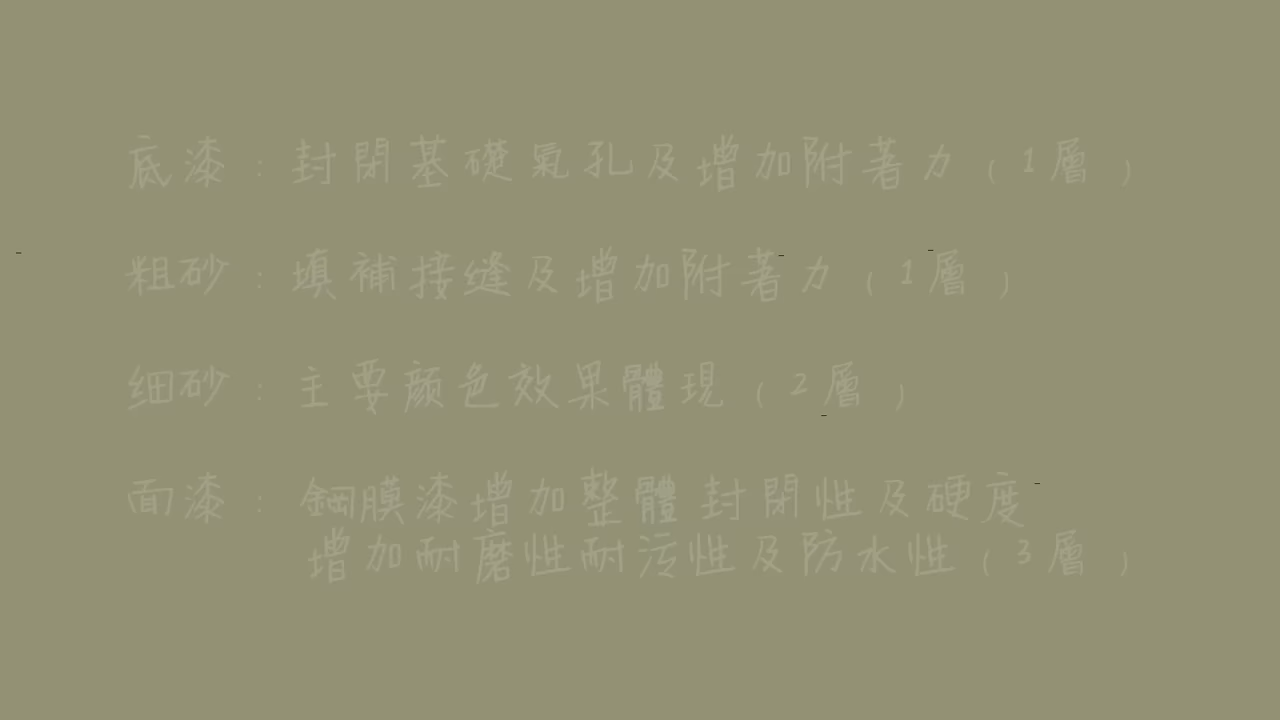 底漆：封閉基礎氣孔及增加附著力（1層）
粗砂：填補接缝及增加附著力（1層）
细砂：主要颜色效果體現（2層）
面漆：鋼膜漆增加整體封閉性及硬度
增加耐磨性耐污性及防水性（3層）